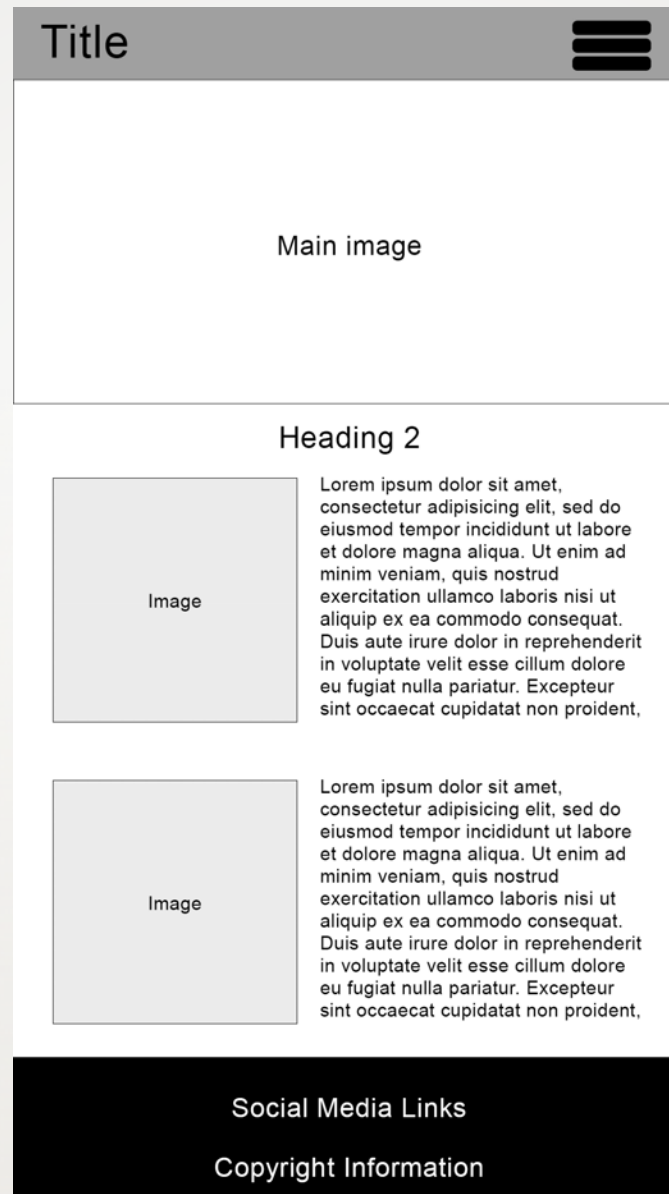 Title
Main image
Heading 2
Image
Lorem ipsum dolor sit amet,
consectetur adipisicing elit, sed do
eiusmod tempor incididunt ut labore
et dolore magna aliqua. Ut enim ad
minim veniam, quis nostrud
exercitation ullamco laboris nisi ut
aliquip ex ea commodo consequat.
Duis aute irure dolor in reprehenderit
in voluptate velit esse cillum dolore
eu fugiat nulla pariatur. Excepteur
sint occaecat cupidatat non proident,
Image
Lorem ipsum dolor sit amet,
consectetur adipisicing elit, sed do
eiusmod tempor incididunt ut labore
et dolore magna aliqua. Ut enim ad
minim veniam, quis nostrud
exercitation ullamco laboris nisi ut
aliquip ex ea commodo consequat.
Duis aute irure dolor in reprehenderit
in voluptate velit esse cillum dolore
eu fugiat nulla pariatur. Excepteur
sint occaecat cupidatat non proident,
Social Media Links
Copyright Information